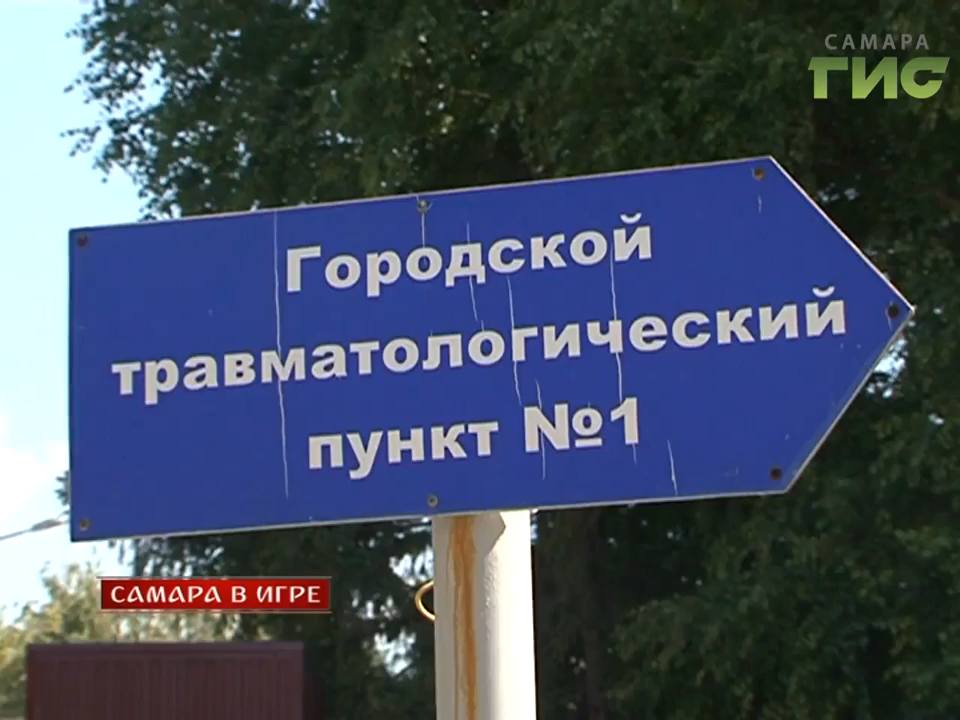 САМАРА
ГИС
Городской
травматологический
пункт №1
САМАРА В ИГРЕ